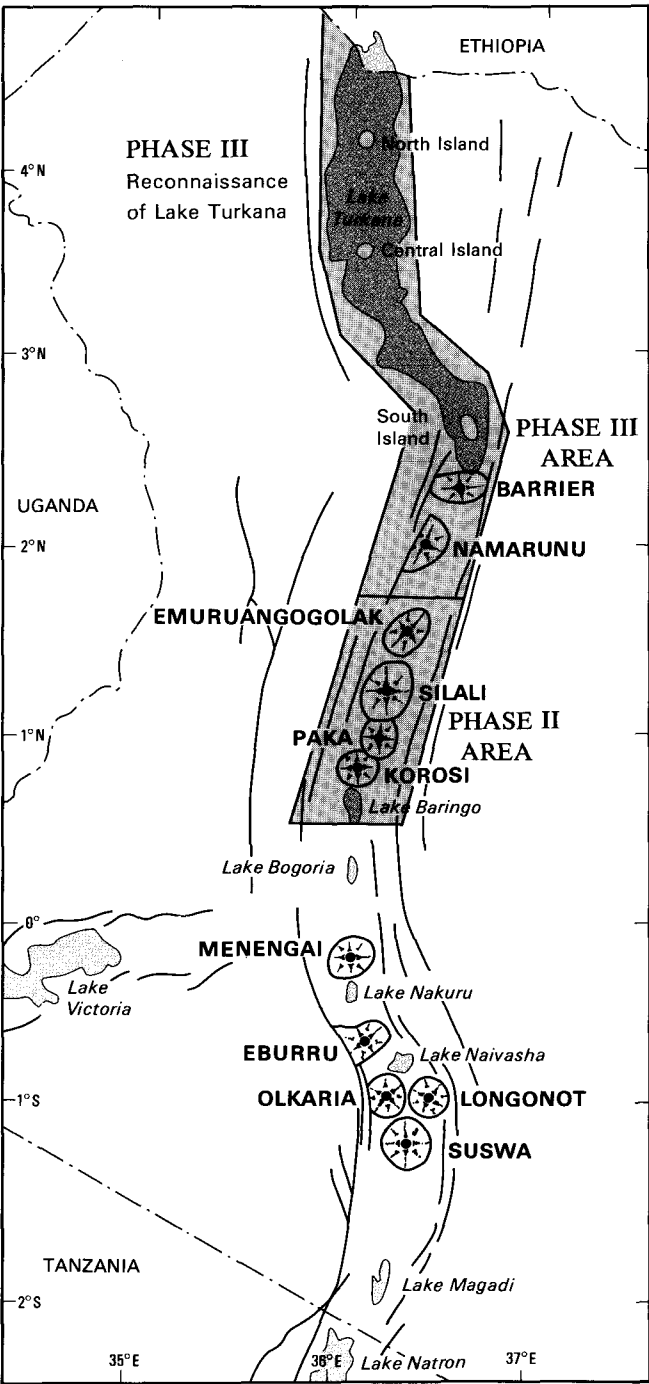 ETHIOPIA
PHASE III
Reconnaissance
of Lake Turkana
North Island
4°N
Lake
Turkana
Central Island
3°N
South
Island
PHASE III
AREA
BARRIER
UGANDA
2°N
NAMARUNU
EMURUANGOGOLAK
SILALI
PHASE II
AREA
1°N
PAKA
KOROSI
Lake Baringo
Lake Bogoria
0°
MENENGAI
Lake
Victoria
Lake Nakuru
EBURRU
Lake Naivasha
OLKARIA
LONGONOT
1°S
SUSWA
TANZANIA
Lake Magadi
2°S
35°E
36°E
37°E
Lake Natron